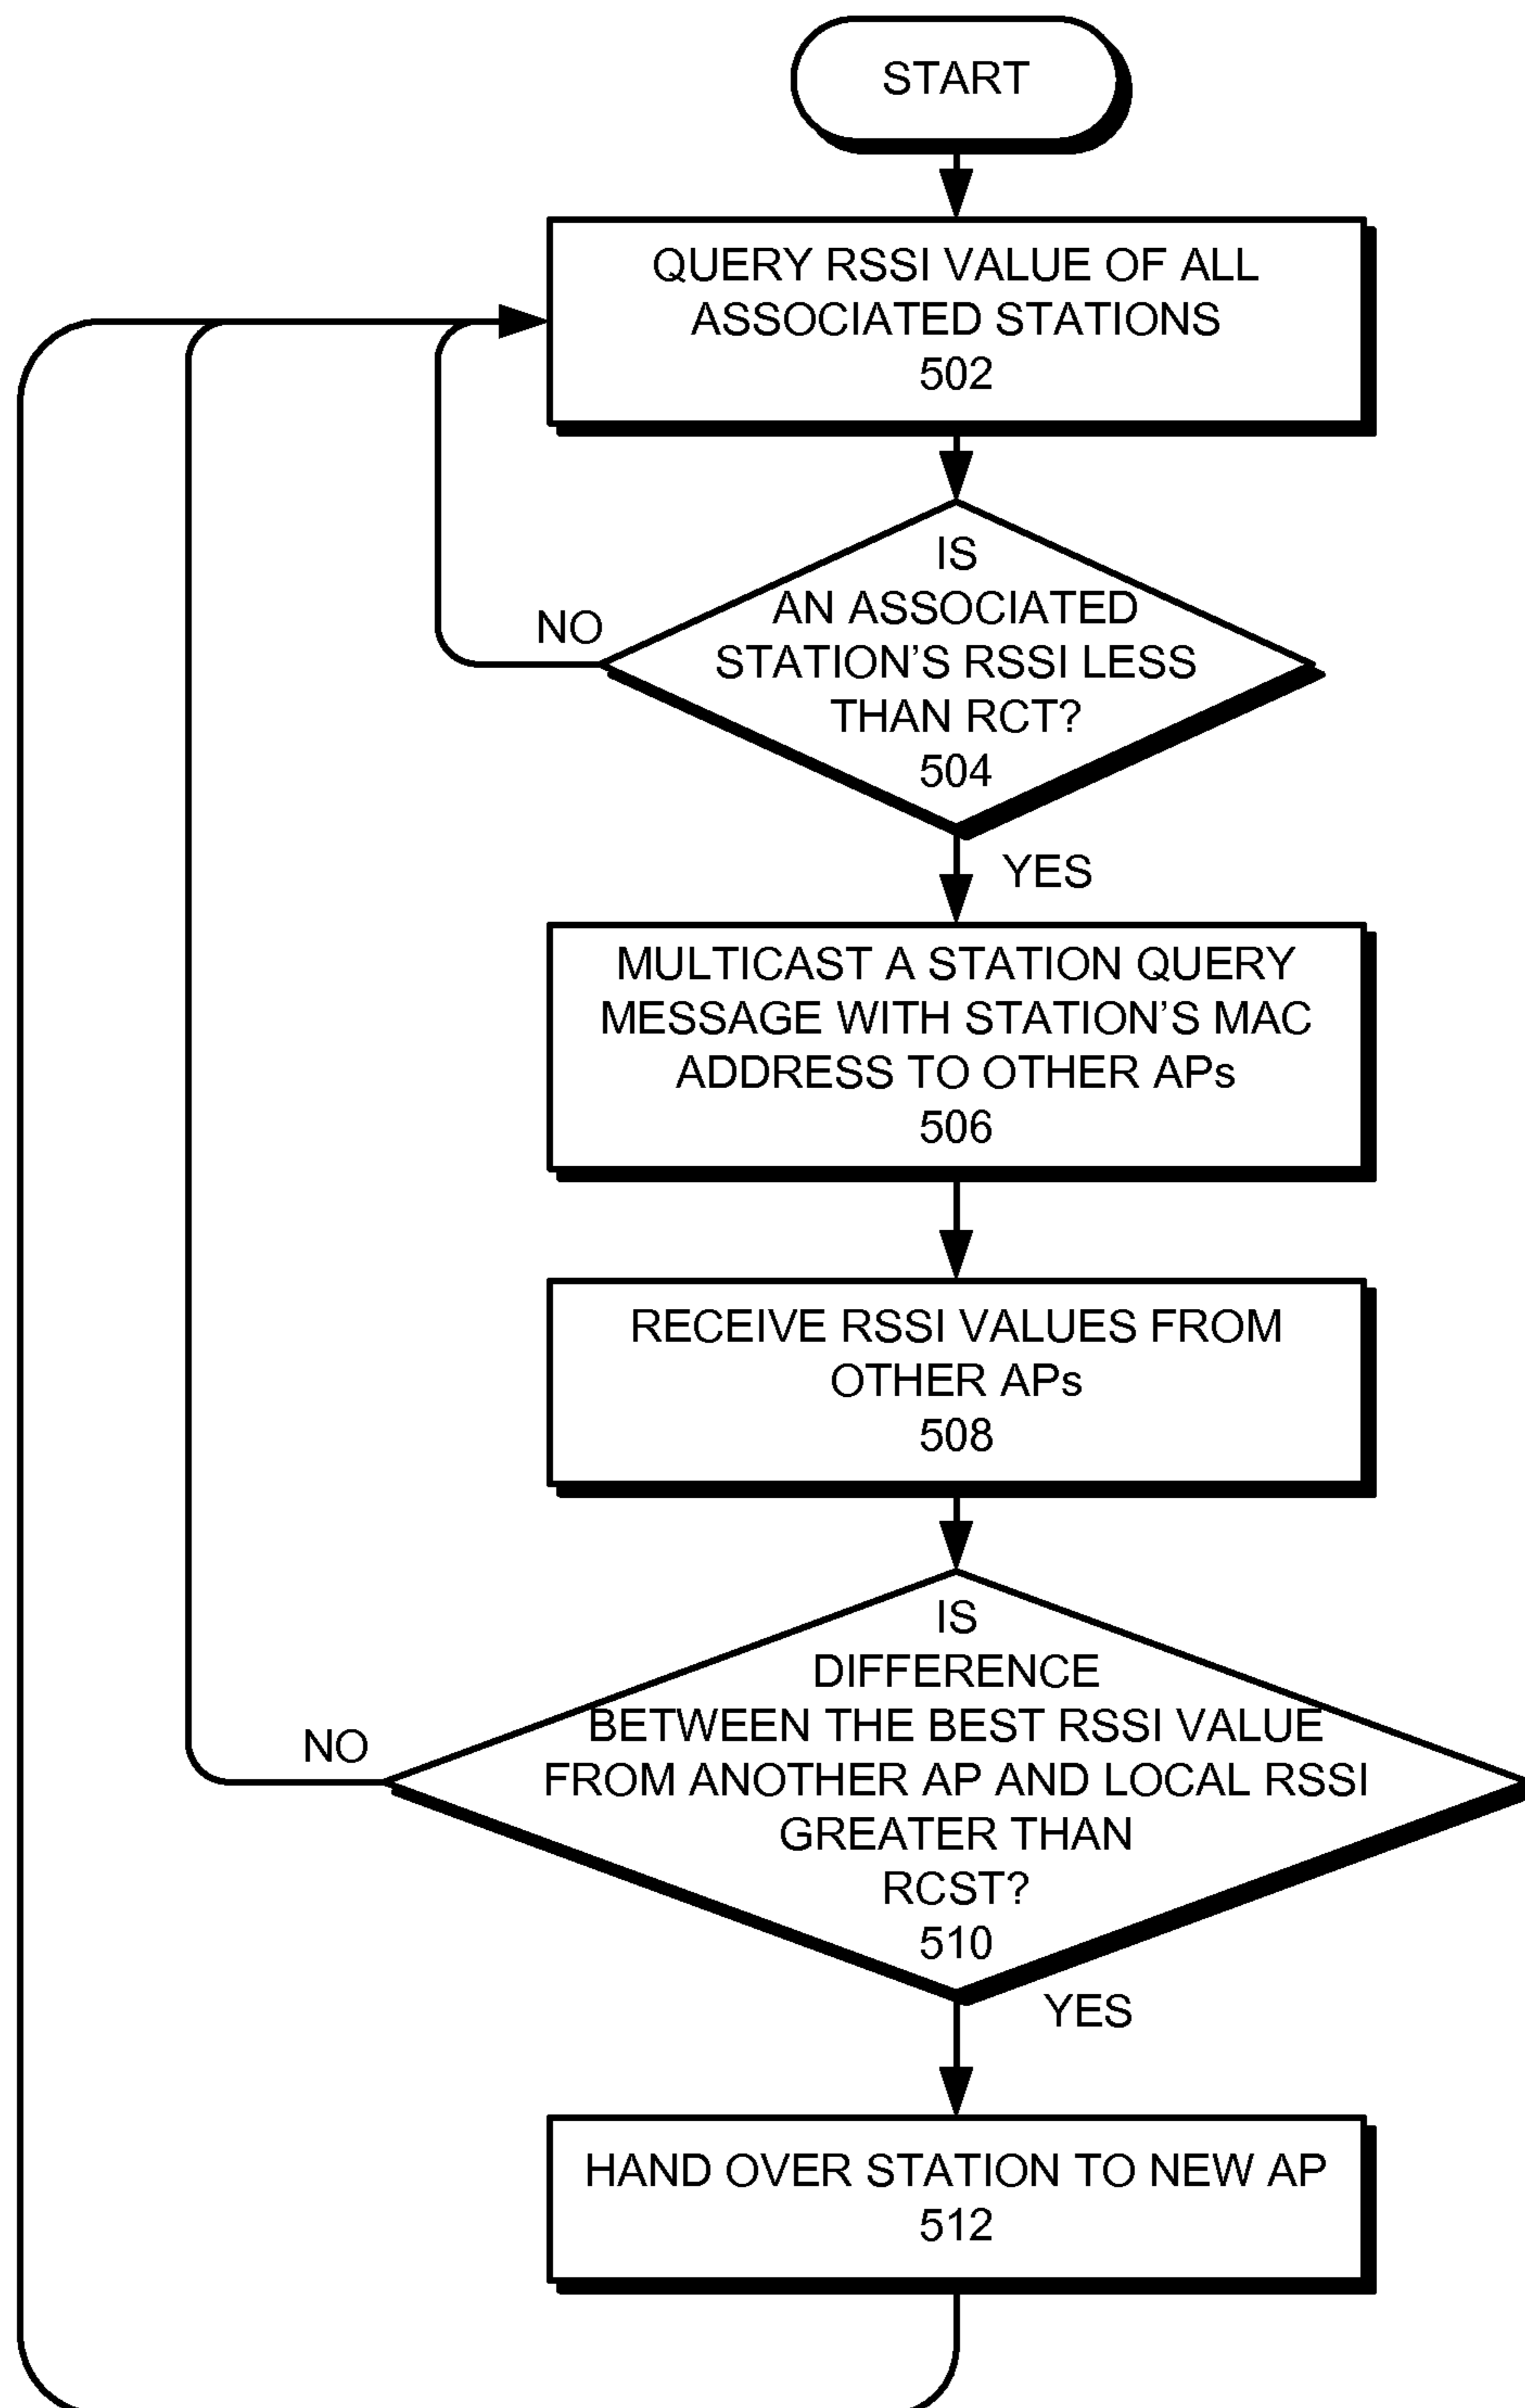 START
QUERY RSSI VALUE OF ALL
ASSOCIATED STATIONS
502
IS
AN ASSOCIATED
STATION'S RSSI LESS
THAN RCT?
504
NO
YES
MULTICAST A STATION QUERY
MESSAGE WITH STATION'S MAC
ADDRESS TO OTHER APs
506
RECEIVE RSSI VALUES FROM
OTHER APs
508
IS
DIFFERENCE
BETWEEN THE BEST RSSI VALUE
FROM ANOTHER AP AND LOCAL RSSI
GREATER THAN
RCST?
510
NO
YES
HAND OVER STATION TO NEW AP
512